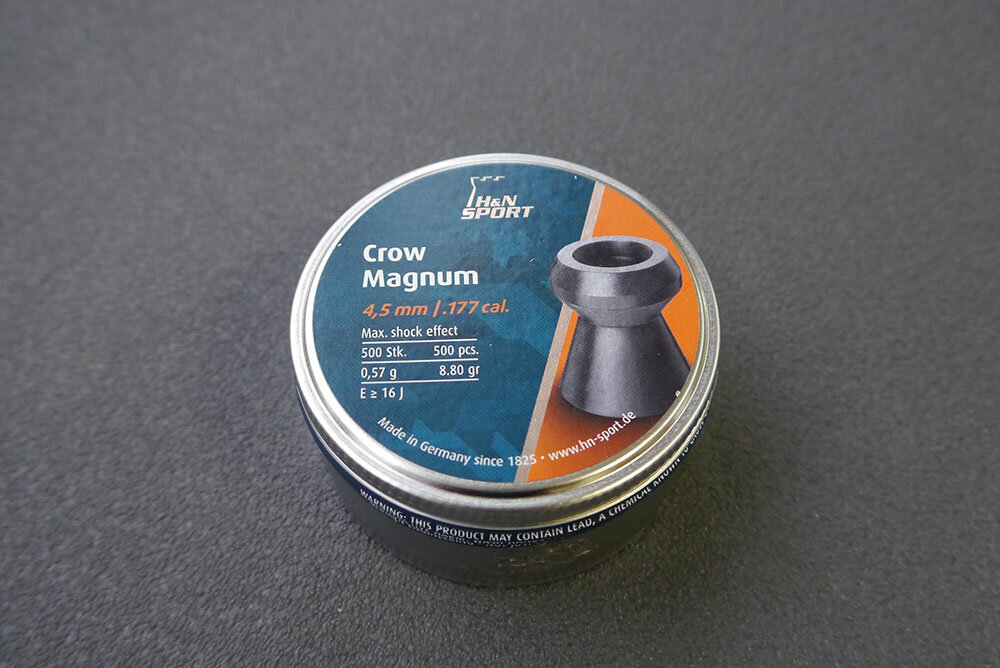 H&N
SPORT
Crow
Magnum
4,5 mm | .177 cal.
Max. shock effect
500 Stk. 500 pcs.
0,57 g 8.80 gr
E ≥ 16 J
Made in Germany since 1825 • www.hn-sport.de
WARNING: THIS PRODUCT MAY CONTAIN LEAD, A CHEMICAL KNOWN TO